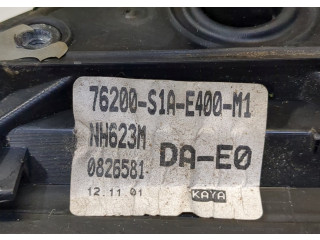 76200-S1A-E400-M1
NH623M
DA-E0
0826581
12.11.01
KAYA